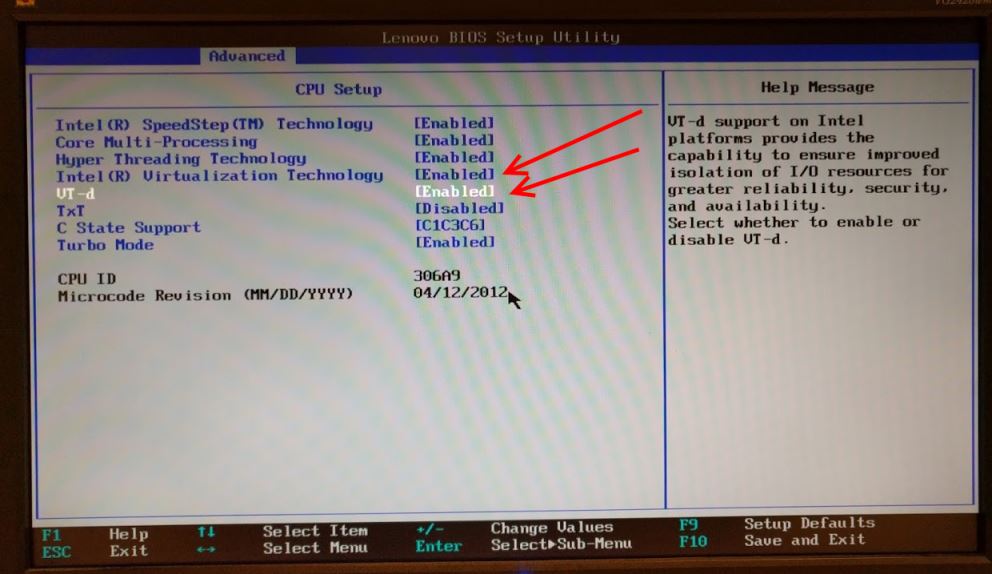 Lenovo BIOS Setup Utility
Advanced
CPU Setup
Intel(R) SpeedStep(TM) Technology [Enabled]
Core Multi-Processing [Enabled]
Hyper Threading Technology [Enabled]
Intel(R) Virtualization Technology [Enabled]
VT-d [Enabled]
TxT [Disabled]
C State Support [C1C3C6]
Turbo Mode [Enabled]
CPU ID 306A9
Microcode Revision (MM/DD/YYYY) 04/12/2012
Help Message
VT-d support on Intel
platforms provides the
capability to ensure improved
isolation of I/O resources for
greater reliability, security,
and availability.
Select whether to enable or
disable VT-d.
F1 Help ↑↓ Select Item +/- Change Values F9 Setup Defaults
ESC Exit ↔ Select Menu Enter Select▶Sub-Menu F10 Save and Exit